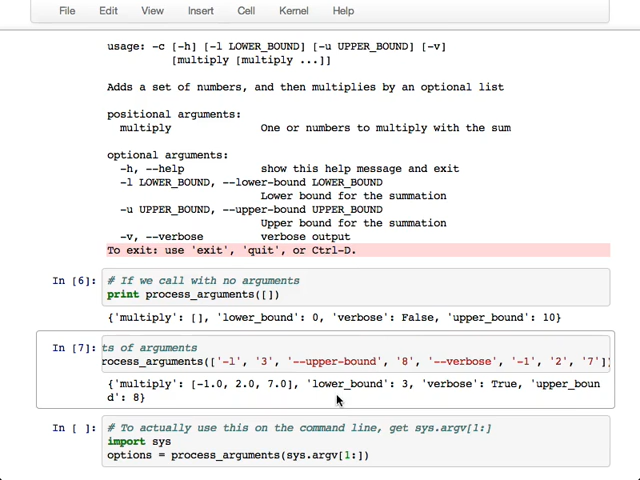 File Edit View Insert Cell Kernel Help
usage: -c [-h] [-l LOWER_BOUND] [-u UPPER_BOUND] [-v]
[multiply [multiply ...]]
Adds a set of numbers, and then multiplies by an optional list
positional arguments:
multiply One or numbers to multiply with the sum
optional arguments:
-h, --help show this help message and exit
-l LOWER_BOUND, --lower-bound LOWER_BOUND
Lower bound for the summation
-u UPPER_BOUND, --upper-bound UPPER_BOUND
Upper bound for the summation
-v, --verbose verbose output
To exit: use 'exit', 'quit', or Ctrl-D.
In [6]: # If we call with no arguments
print process_arguments([])
{'multiply': [], 'lower_bound': 0, 'verbose': False, 'upper_bound': 10}
In [7]: ts of arguments
rocess_arguments(['-l', '3', '--upper-bound', '8', '--verbose', '-1', '2', '7'])
{'multiply': [-1.0, 2.0, 7.0], 'lower_bound': 3, 'verbose': True, 'upper_boun
d': 8}
In [ ]: # To actually use this on the command line, get sys.argv[1:]
import sys
options = process_arguments(sys.argv[1:])